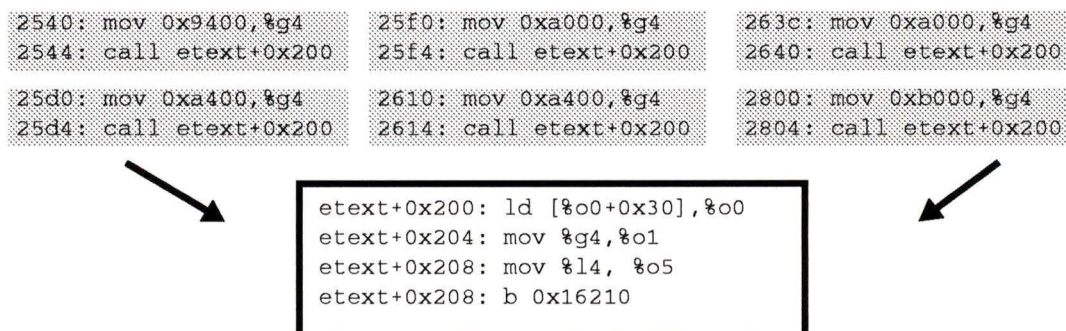 2540: mov 0x9400,%g4
2544: call etext+0x200
25f0: mov 0xa000,%g4
25f4: call etext+0x200
263c: mov 0xa000,%g4
2640: call etext+0x200
25d0: mov 0xa400,%g4
25d4: call etext+0x200
2610: mov 0xa400,%g4
2614: call etext+0x200
2800: mov 0xb000,%g4
2804: call etext+0x200
etext+0x200: ld [%o0+0x30],%o0
etext+0x204: mov %g4,%o1
etext+0x208: mov %l4, %o5
etext+0x208: b 0x16210